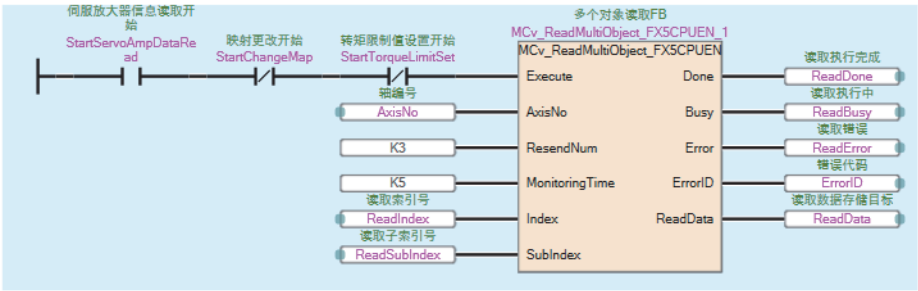 伺服放大器信息读取开
始
StartServoAmpDataRe
ad
映射更改开始
StartChangeMap
转矩限制值设置开始
StartTorqueLimitSet
多个对象读取FB
MCv_ReadMultiObject_FX5CPUEN_1
MCv_ReadMultiObject_FX5CPUEN
Execute
Done
读取执行完成
ReadDone
轴编号
AxisNo
AxisNo
Busy
读取执行中
ReadBusy
K3
ResendNum
Error
读取错误
ReadError
K5
MonitoringTime
ErrorID
错误代码
ErrorID
读取索引号
ReadIndex
Index
ReadData
读取数据存储目标
ReadData
读取子索引号
ReadSubIndex
SubIndex